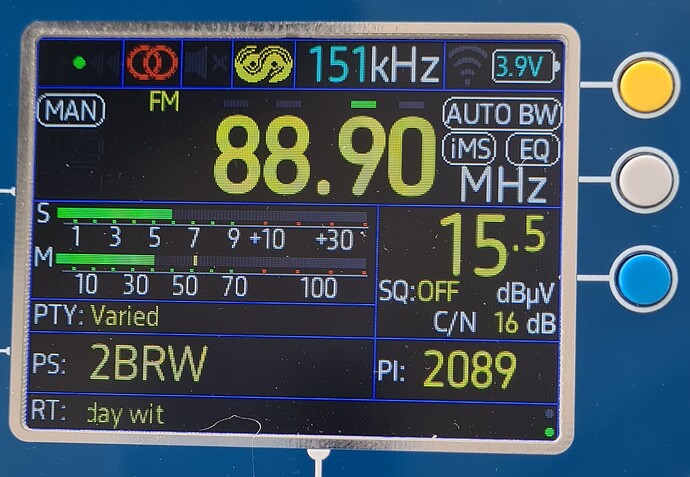 151kHz 3.9V
MAN FM AUTO BW
88.90 MHz iMS EQ
S
1 3 5 7 9 +10 +30
M
10 30 50 70 100
15.5
SQ:OFF dBμV
C/N 16 dB
PTY: Varied
PS: 2BRW
PI: 2089
RT: day wit